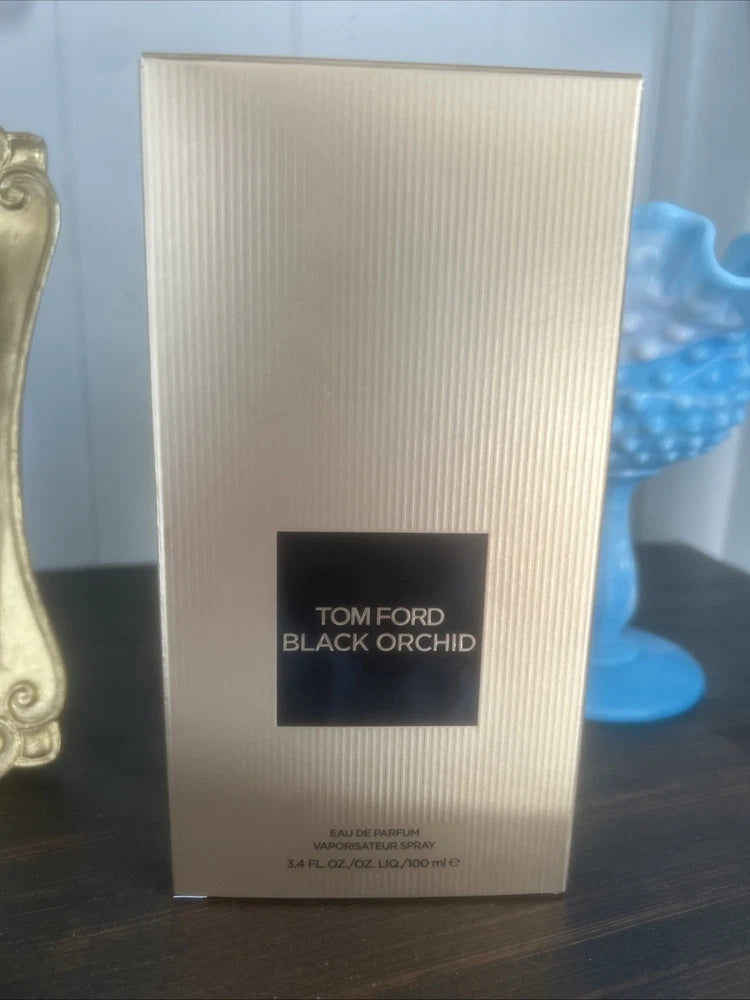 TOM FORD
BLACK ORCHID
EAU DE PARFUM
VAPORISATEUR SPRAY
3.4 FL. OZ./OZ. LIQ./100 ml ℮